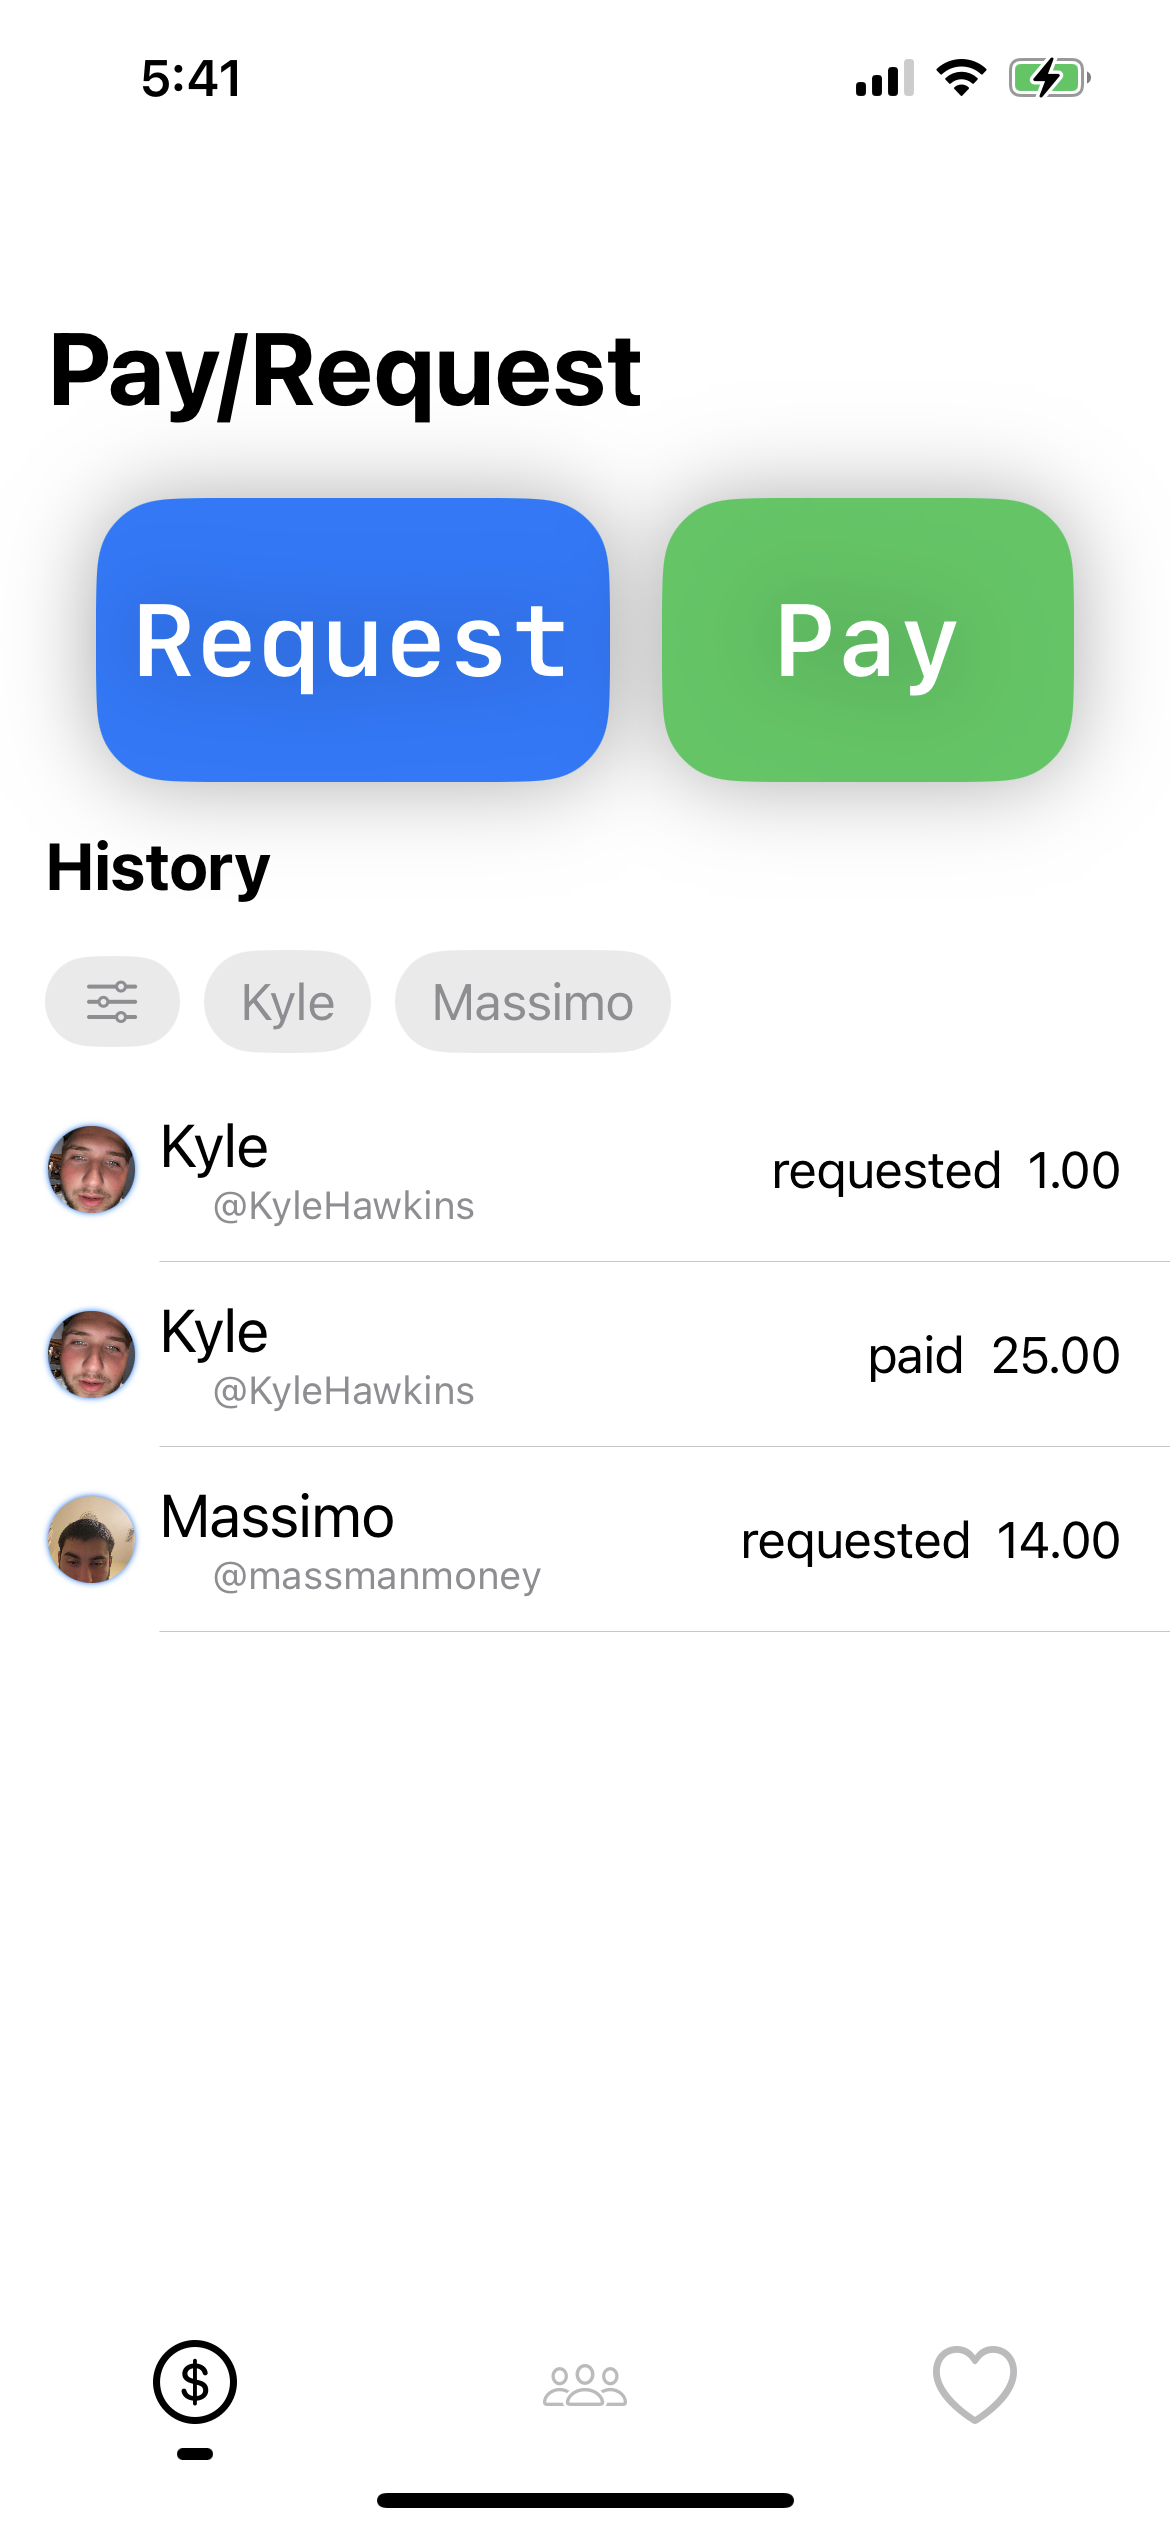 5:41
Pay/Request
Request Pay
History
Kyle Massimo
Kyle
requested 1.00
@KyleHawkins
Kyle
paid 25.00
@KyleHawkins
Massimo
requested 14.00
@massmanmoney
$